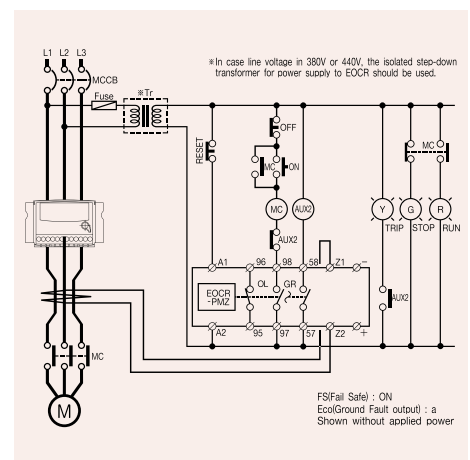 L1 L2 L3
MCCB
Fuse
※Tr
※In case line voltage in 380V or 440V, the isolated step-down
transformer for power supply to EOCR should be used.
RESET
OFF
MC
ON
MC
AUX2
AUX2
MC
Y
G
R
TRIP
STOP
RUN
AUX2
A1
96
98
58
Z1
-
EOCR
-PMZ
OL
GR
A2
95
97
57
Z2
+
MC
M
FS(Fail Safe) : ON
Eco(Ground Fault output) : a
Shown without applied power